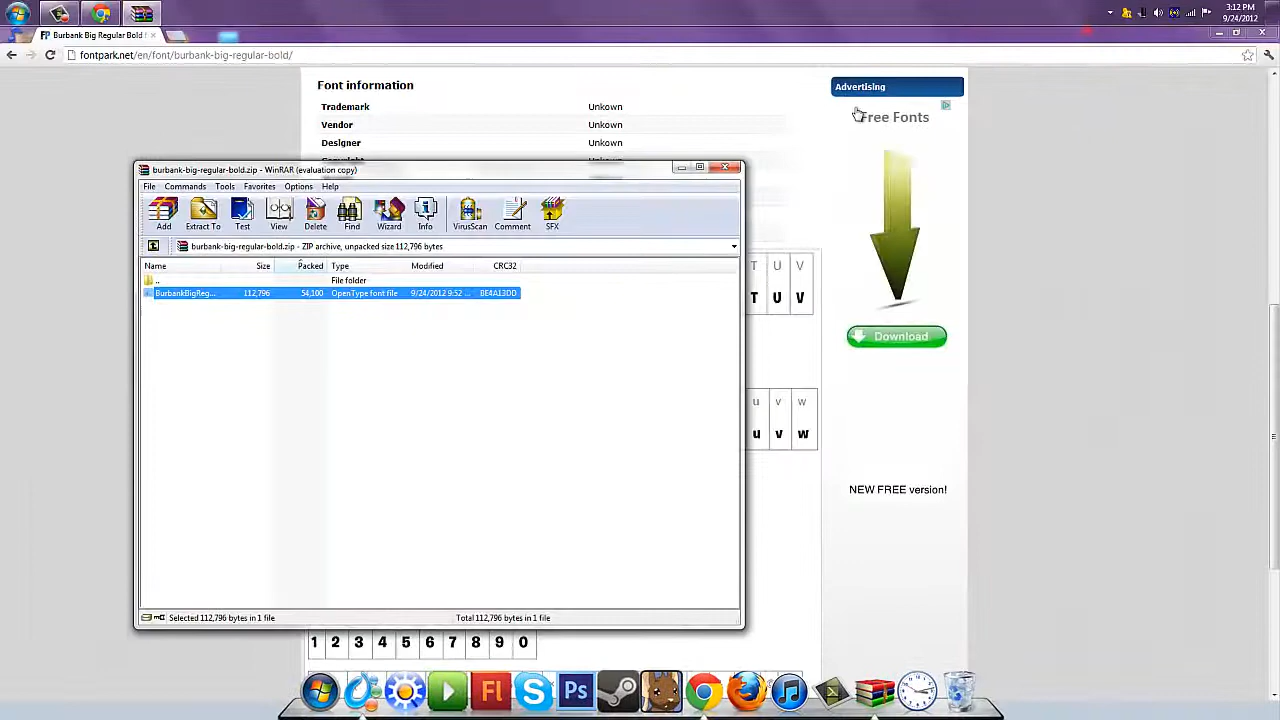 3:12 PM
9/24/2012
Burbank Big Regular Bold f
fontpark.net/en/font/burbank-big-regular-bold/
Font information
Trademark Unkown
Vendor Unkown
Designer Unkown
Advertising
Free Fonts
Download
NEW FREE version!
burbank-big-regular-bold.zip - WinRAR (evaluation copy)
File Commands Tools Favorites Options Help
Add Extract To Test View Delete Find Wizard Info VirusScan Comment SFX
burbank-big-regular-bold.zip - ZIP archive, unpacked size 112,796 bytes
Name Size Packed Type Modified CRC32
.. File folder
BurbankBigReg... 112,796 54,100 OpenType font file 9/24/2012 9:52 ... BE4A13DD
Selected 112,796 bytes in 1 file Total 112,796 bytes in 1 file
T U V
T U V
u v w
u v w
1 2 3 4 5 6 7 8 9 0
Fl
Ps